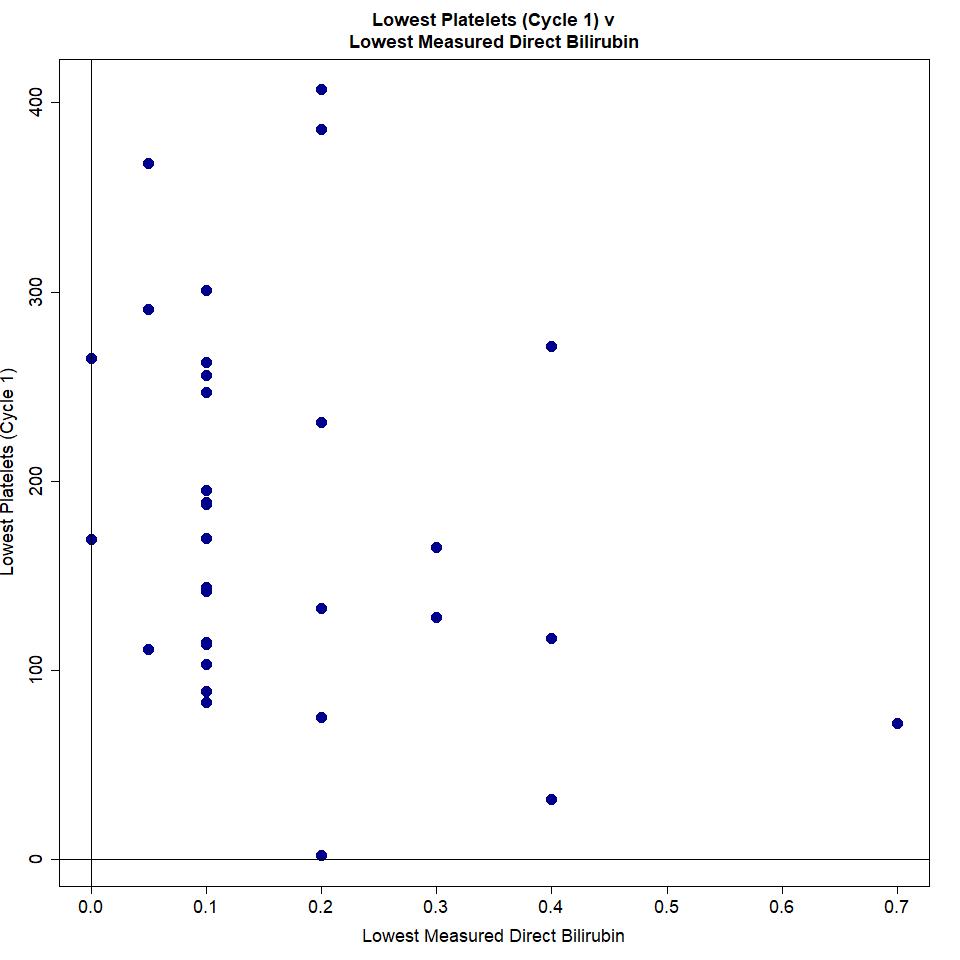 Lowest Platelets (Cycle 1) v
Lowest Measured Direct Bilirubin
Lowest Platelets (Cycle 1)
400
300
200
100
0
0.0 0.1 0.2 0.3 0.4 0.5 0.6 0.7
Lowest Measured Direct Bilirubin